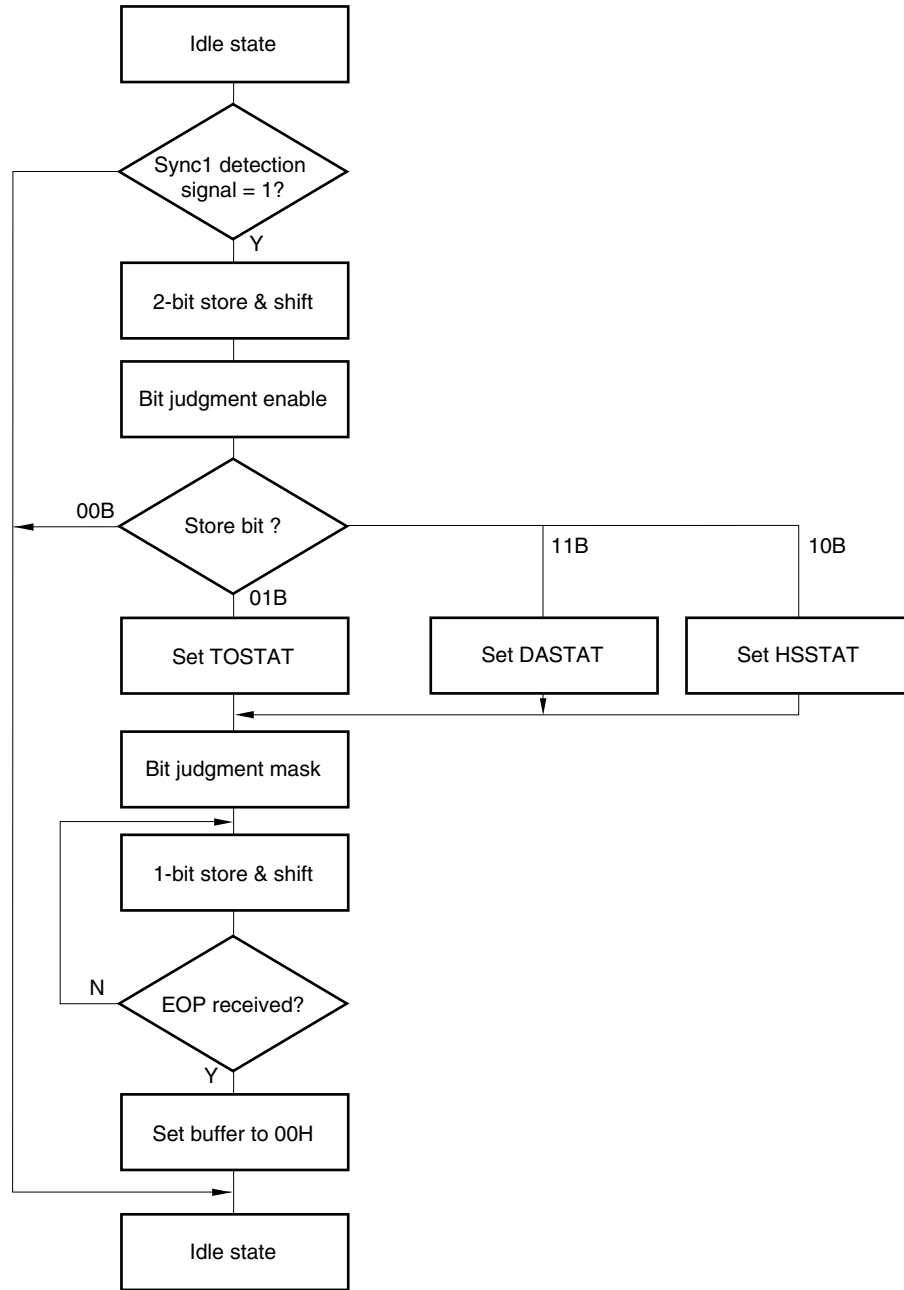 Idle state
Sync1 detection
signal = 1?
Y
2-bit store & shift
Bit judgment enable
00B
Store bit ?
11B
10B
01B
Set TOSTAT
Set DASTAT
Set HSSTAT
Bit judgment mask
1-bit store & shift
N
EOP received?
Y
Set buffer to 00H
Idle state